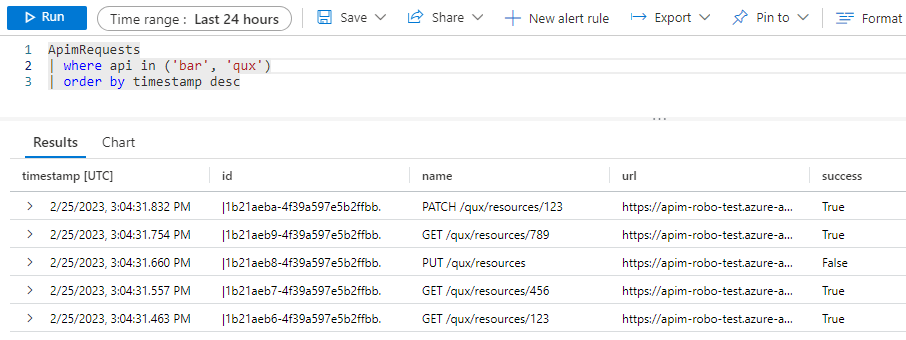 Run Time range : Last 24 hours Save Share New alert rule Export Pin to Format
1 ApimRequests
2 | where api in ('bar', 'qux')
3 | order by timestamp desc
...
Results Chart
timestamp [UTC] id name url success
2/25/2023, 3:04:31.832 PM |1b21aeba-4f39a597e5b2ffbb. PATCH /qux/resources/123 https://apim-robo-test.azure-a... True
2/25/2023, 3:04:31.754 PM |1b21aeb9-4f39a597e5b2ffbb. GET /qux/resources/789 https://apim-robo-test.azure-a... True
2/25/2023, 3:04:31.660 PM |1b21aeb8-4f39a597e5b2ffbb. PUT /qux/resources https://apim-robo-test.azure-a... False
2/25/2023, 3:04:31.557 PM |1b21aeb7-4f39a597e5b2ffbb. GET /qux/resources/456 https://apim-robo-test.azure-a... True
2/25/2023, 3:04:31.463 PM |1b21aeb6-4f39a597e5b2ffbb. GET /qux/resources/123 https://apim-robo-test.azure-a... True